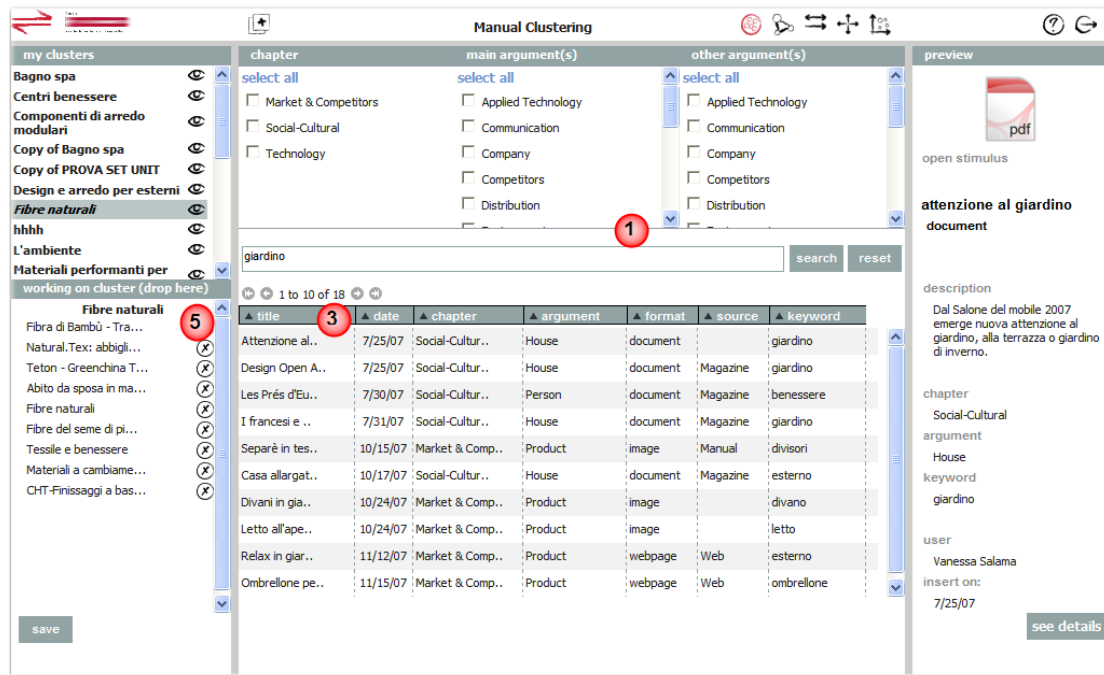 Manual Clustering
my clusters
Bagno spa
Centri benessere
Componenti di arredo
modulari
Copy of Bagno spa
Copy of PROVA SET UNIT
Design e arredo per esterni
Fibre naturali
hhhh
L'ambiente
Materiali performanti per
working on cluster (drop here)
Fibre naturali
5
Fibra di Bambù - Tra...
Natural.Tex: abbigli...
Teton - Greenchina T...
Abito da sposa in ma...
Fibre naturali
Fibre del seme di pi...
Tessile e benessere
Materiali a cambiame...
CHT-Finissaggi a bas...
save
chapter main argument(s) other argument(s)
select all select all select all
Market & Competitors Applied Technology Applied Technology
Social-Cultural Communication Communication
Technology Company Company
Competitors Competitors
Distribution Distribution
1
giardino search reset
1 to 10 of 18
3
title date chapter argument format source keyword
Attenzione al.. 7/25/07 Social-Cultur.. House document giardino
Design Open A.. 7/25/07 Social-Cultur.. House document Magazine giardino
Les Prés d'Eu.. 7/30/07 Social-Cultur.. Person document Magazine benessere
I francesi e .. 7/31/07 Social-Cultur.. House document Magazine giardino
Separè in tes.. 10/15/07 Market & Comp.. Product image Manual divisori
Casa allargat.. 10/17/07 Social-Cultur.. House document Magazine esterno
Divani in gia.. 10/24/07 Market & Comp.. Product image divano
Letto all'ape.. 10/24/07 Market & Comp.. Product image letto
Relax in giar.. 11/12/07 Market & Comp.. Product webpage Web esterno
Ombrellone pe.. 11/15/07 Market & Comp.. Product webpage Web ombrellone
preview
pdf
open stimulus
attenzione al giardino
document
description
Dal Salone del mobile 2007
emerge nuova attenzione al
giardino, alla terrazza o giardino
di inverno.
chapter
Social-Cultural
argument
House
keyword
giardino
user
Vanessa Salama
insert on:
7/25/07
see details